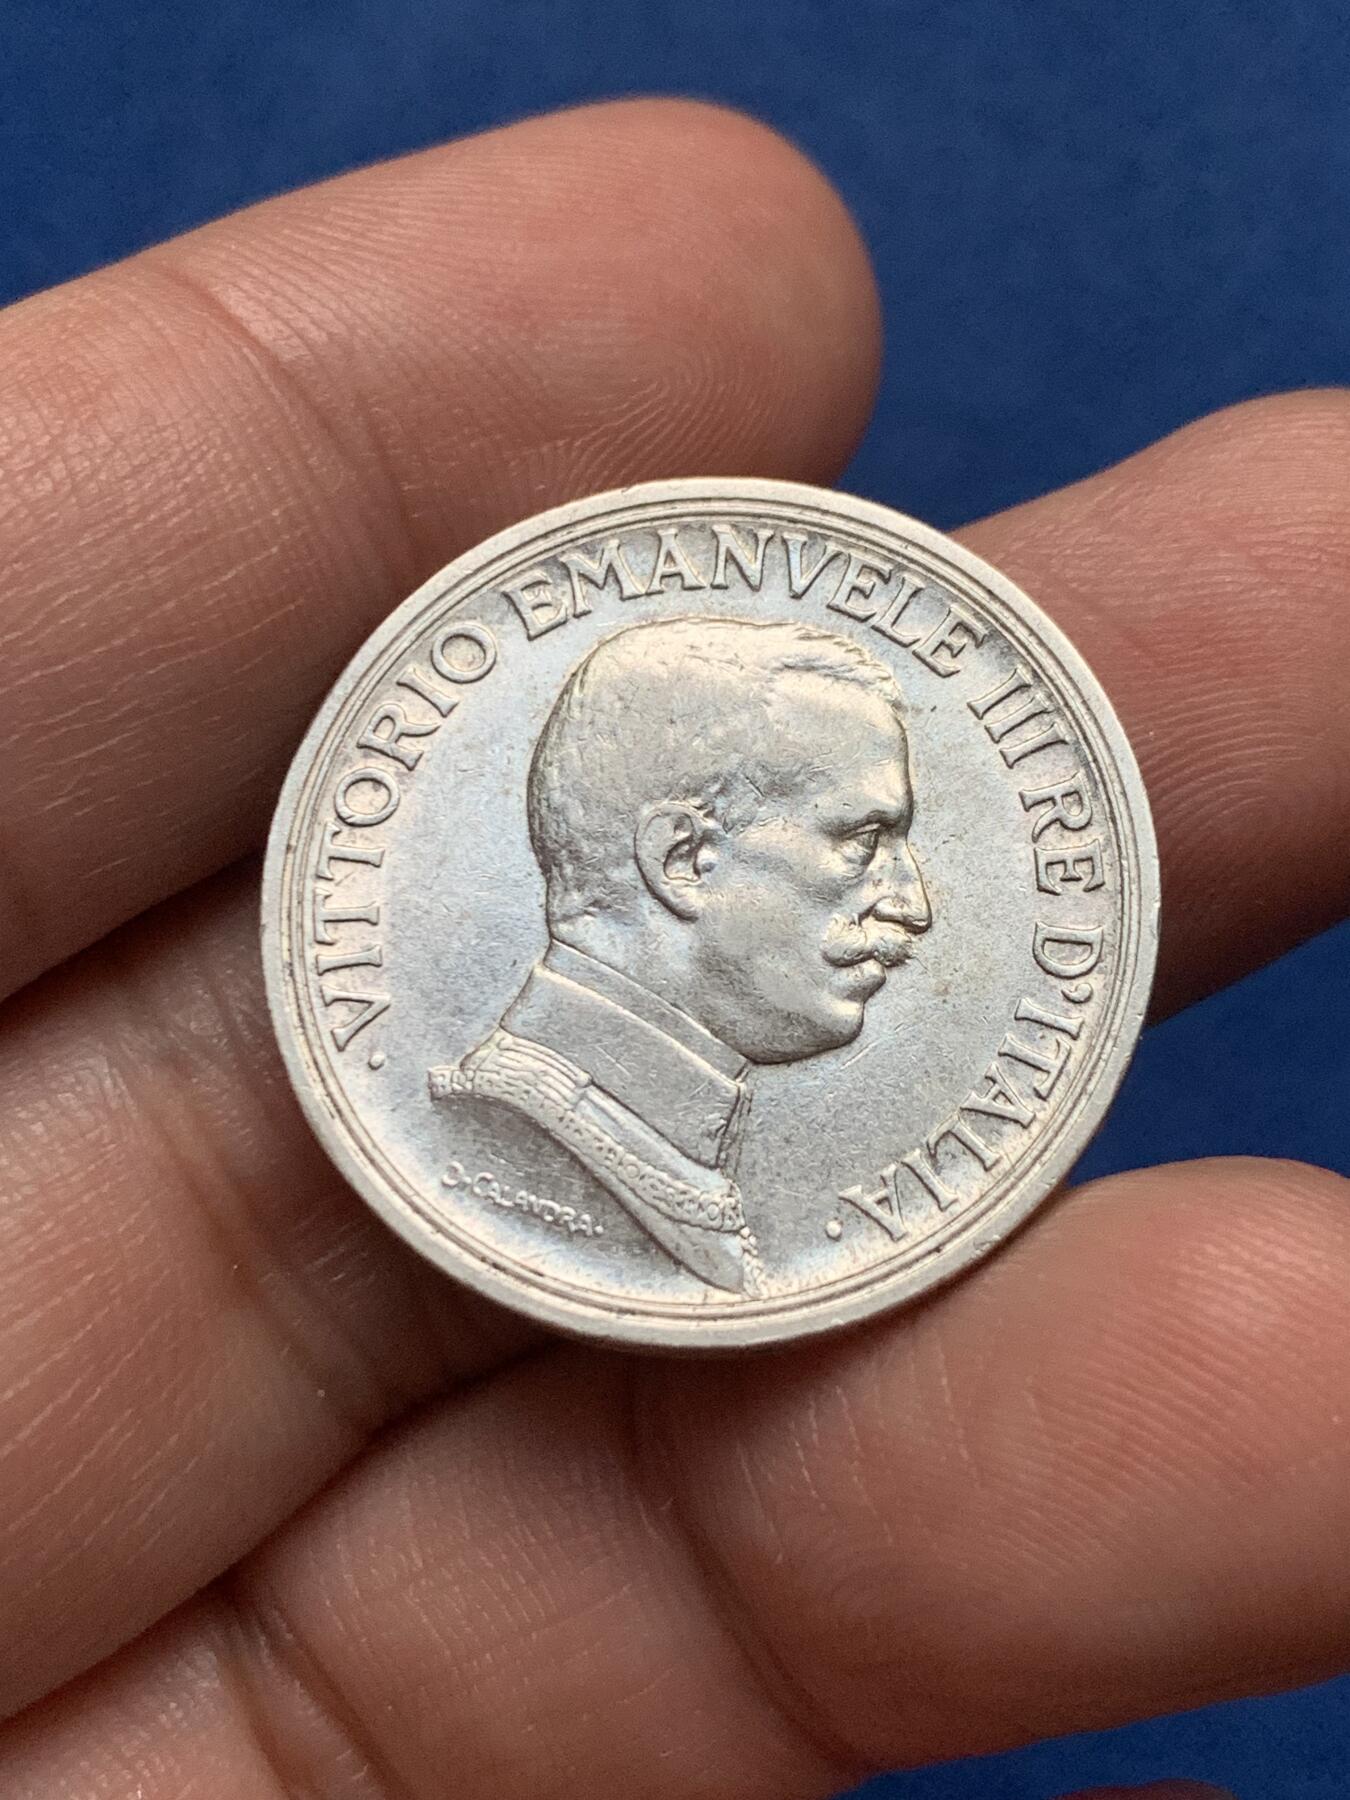 · VITTORIO EMANVELE III RE D'ITALIA ·
D · CALANDRA ·